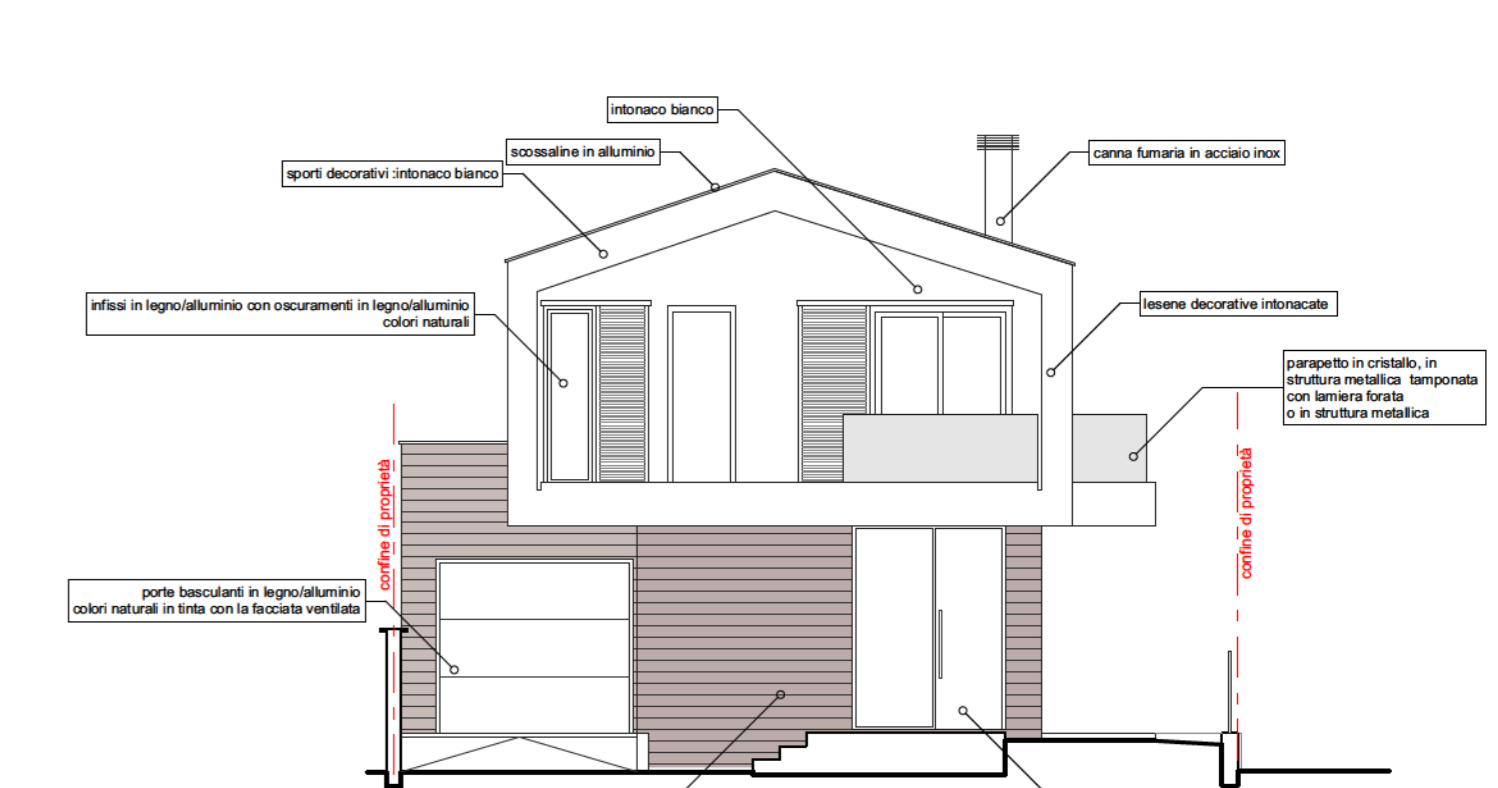 intonaco bianco
scossaline in alluminio
canna fumaria in acciaio inox
sporti decorativi :intonaco bianco
infissi in legno/alluminio con oscuramenti in legno/alluminio
colori naturali
lesene decorative intonacate
parapetto in cristallo, in
struttura metallica tamponata
con lamiera forata
o in struttura metallica
confine di proprietà
confine di proprietà
porte basculanti in legno/alluminio
colori naturali in tinta con la facciata ventilata